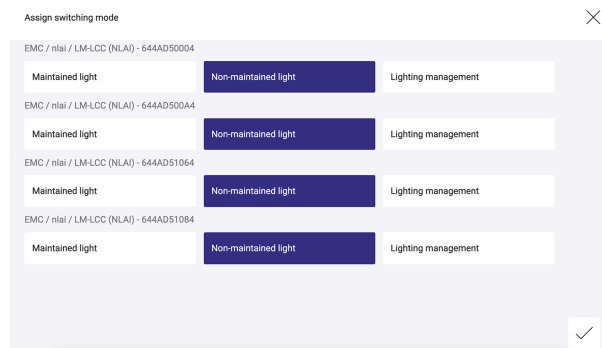 Assign switching mode
EMC / nlai / LM-LCC (NLAI) - 644AD50004
Maintained light Non-maintained light Lighting management
EMC / nlai / LM-LCC (NLAI) - 644AD500A4
Maintained light Non-maintained light Lighting management
EMC / nlai / LM-LCC (NLAI) - 644AD51064
Maintained light Non-maintained light Lighting management
EMC / nlai / LM-LCC (NLAI) - 644AD51084
Maintained light Non-maintained light Lighting management